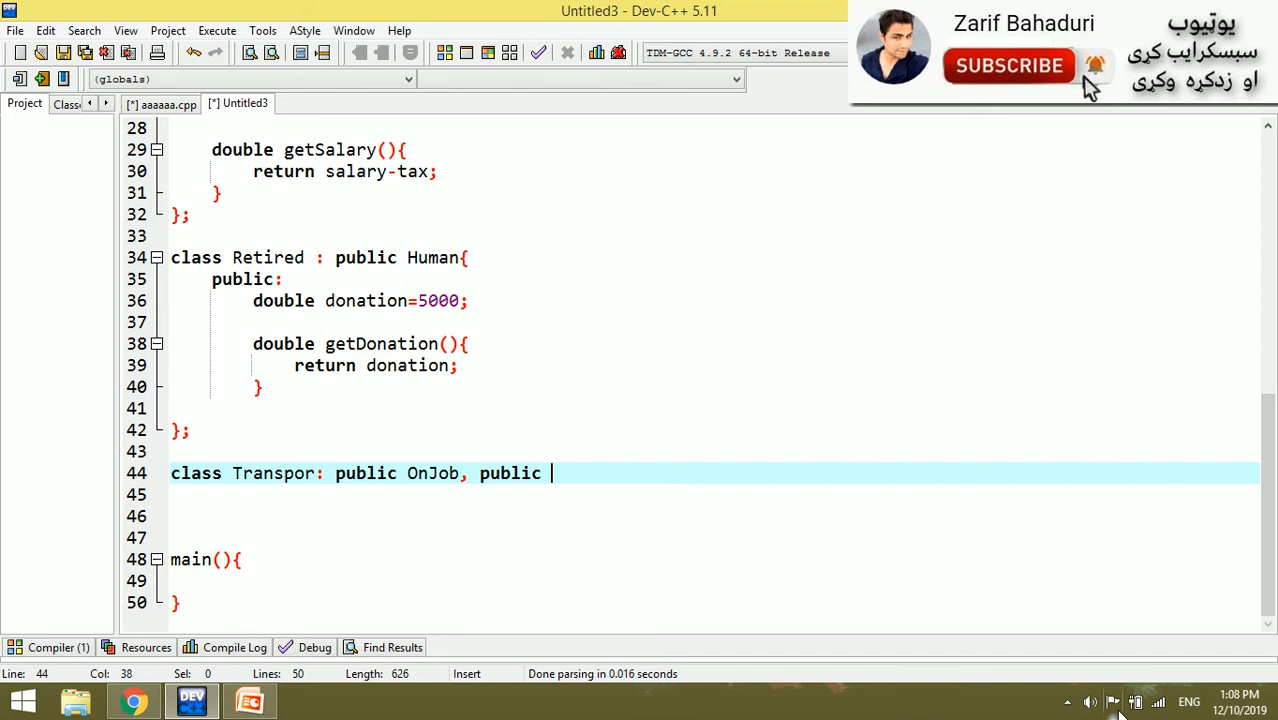 Untitled3 - Dev-C++ 5.11
File Edit Search View Project Execute Tools AStyle Window Help
TDM-GCC 4.9.2 64-bit Release
(globals)
Project Classe [*] aaaaaa.cpp [*] Untitled3
Zarif Bahaduri
SUBSCRIBE
يوټيوب
سبسکرايب کړی
او زدکړه وکړی
28
29 double getSalary(){
30 return salary-tax;
31 }
32 };
33
34 class Retired : public Human{
35 public:
36 double donation=5000;
37
38 double getDonation(){
39 return donation;
40 }
41
42 };
43
44 class Transpor: public OnJob, public
45
46
47
48 main(){
49
50 }
Compiler (1) Resources Compile Log Debug Find Results
Line: 44 Col: 38 Sel: 0 Lines: 50 Length: 626 Insert Done parsing in 0.016 seconds
DEV
ENG
1:08 PM
12/10/2019